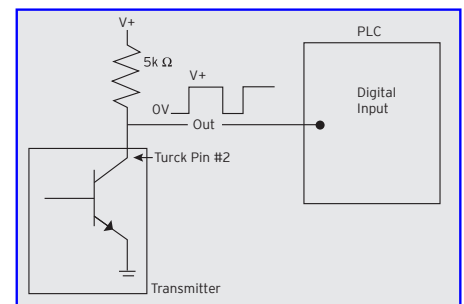 V+
PLC
5k Ω
V+
Digital
Input
0V
Out
Turck Pin #2
Transmitter